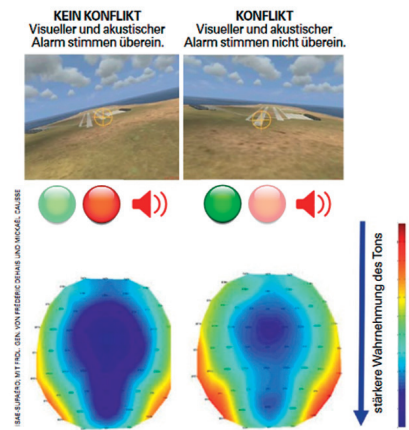 KEIN KONFLIKT
Visueller und akustischer
Alarm stimmen überein.
KONFLIKT
Visueller und akustischer
Alarm stimmen nicht überein.
ISAE-SUPAÉRO, MIT FRDL. GEN. VON FRÉDÉRIC DEHAIS UND MICKAËL CAUSSE
stärkere Wahrnehmung des Tons